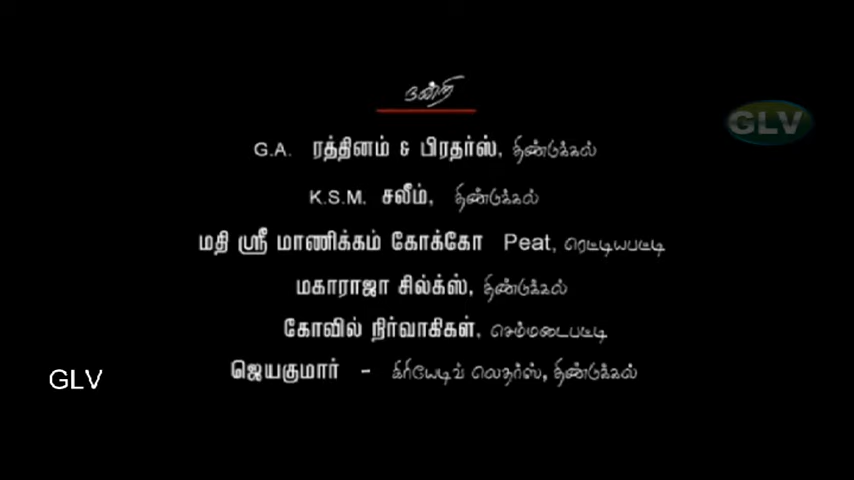 நன்றி
GLV
G.A. ரத்தினம் & பிரதர்ஸ், திண்டுக்கல்
K.S.M. சலீம், திண்டுக்கல்
மதி ஸ்ரீ மாணிக்கம் கோக்கோ Peat, ரெட்டியபட்டி
மகாராஜா சில்க்ஸ், திண்டுக்கல்
கோவில் நிர்வாகிகள், செம்மடைபட்டி
ஜெயகுமார் - கிரியேடிவ் லெதர்ஸ், திண்டுக்கல்
GLV